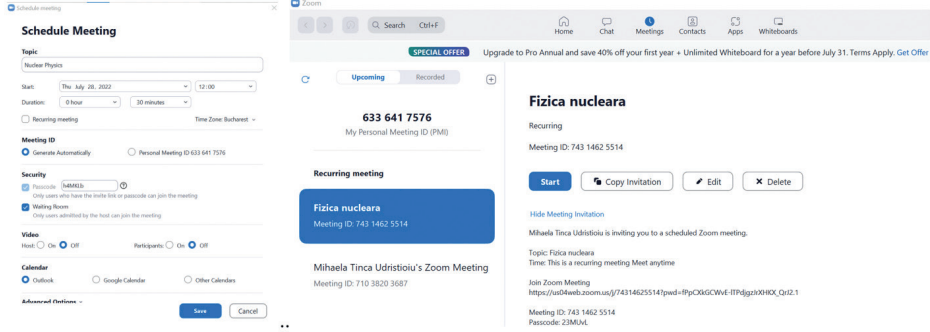 Schedule meeting
Schedule Meeting
Topic
Nuclear Physics
Start: Thu July 28, 2022 12:00
Duration: 0 hour 30 minutes
Recurring meeting Time Zone: Bucharest
Meeting ID
Generate Automatically Personal Meeting ID 633 641 7576
Security
Passcode
Only users who have the invite link or passcode can join the meeting
Waiting Room
Only users admitted by the host can join the meeting
Video
Host: On Off Participants: On Off
Calendar
Outlook Google Calendar Other Calendars
Advanced Options
Save Cancel
Zoom
Search Ctrl+F
Home Chat Meetings Contacts Apps Whiteboards
SPECIAL OFFER Upgrade to Pro Annual and save 40% off your first year + Unlimited Whiteboard for a year before July 31. Terms Apply. Get Offer
Upcoming Recorded
633 641 7576
My Personal Meeting ID (PMI)
Recurring meeting
Fizica nucleara
Meeting ID: 743 1462 5514
Mihaela Tinca Udristioiu's Zoom Meeting
Meeting ID: 710 3820 3687
Fizica nucleara
Recurring
Meeting ID: 743 1462 5514
Start Copy Invitation Edit Delete
Hide Meeting Invitation
Mihaela Tinca Udristioiu is inviting you to a scheduled Zoom meeting.
Topic: Fizica nucleara
Time: This is a recurring meeting Meet anytime
Join Zoom Meeting
Meeting ID: 743 1462 5514
Passcode: 23MUvL